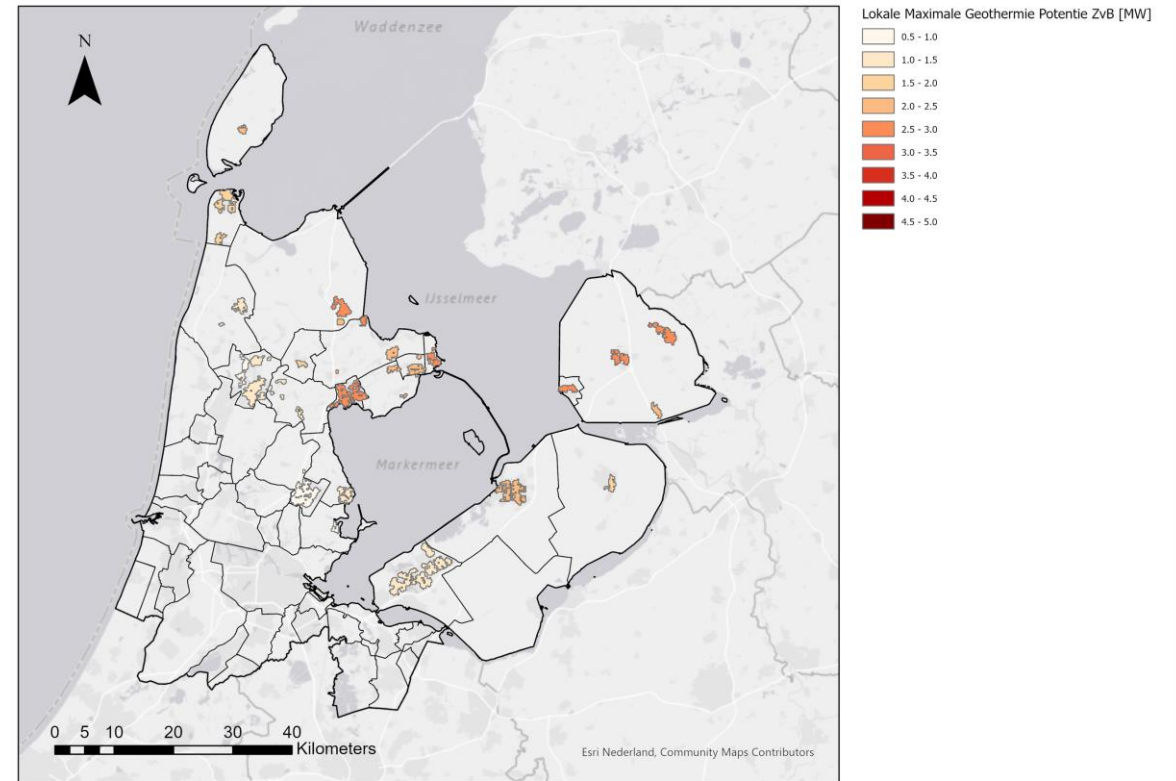 Lokale Maximale Geothermie Potentie ZvB [MW]
0.5 - 1.0
1.0 - 1.5
1.5 - 2.0
2.0 - 2.5
2.5 - 3.0
3.0 - 3.5
3.5 - 4.0
4.0 - 4.5
4.5 - 5.0
Waddenzee
N
IJsselmeer
Markermeer
0 5 10 20 30 40
Kilometers
Esri Nederland, Community Maps Contributors